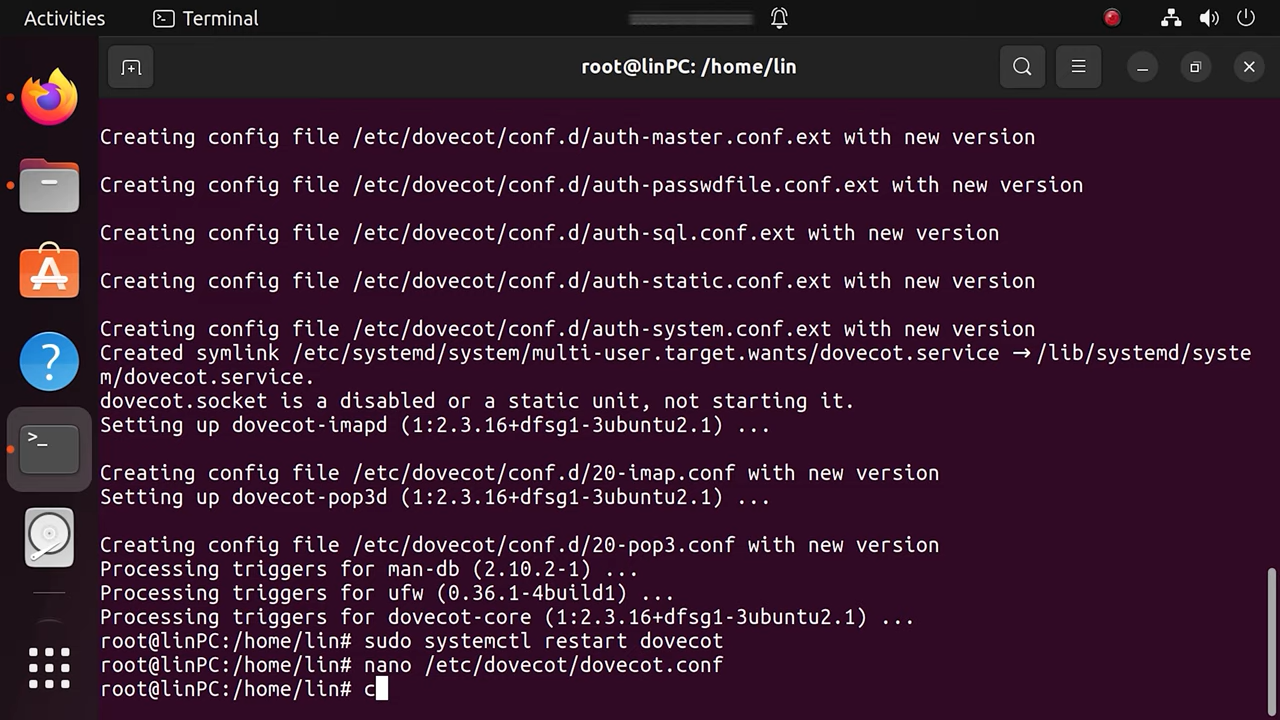 Activities
Terminal
root@linPC: /home/lin
Creating config file /etc/dovecot/conf.d/auth-master.conf.ext with new version
Creating config file /etc/dovecot/conf.d/auth-passwdfile.conf.ext with new version
Creating config file /etc/dovecot/conf.d/auth-sql.conf.ext with new version
Creating config file /etc/dovecot/conf.d/auth-static.conf.ext with new version
Creating config file /etc/dovecot/conf.d/auth-system.conf.ext with new version
Created symlink /etc/systemd/system/multi-user.target.wants/dovecot.service → /lib/systemd/syste
m/dovecot.service.
dovecot.socket is a disabled or a static unit, not starting it.
Setting up dovecot-imapd (1:2.3.16+dfsg1-3ubuntu2.1) ...
Creating config file /etc/dovecot/conf.d/20-imap.conf with new version
Setting up dovecot-pop3d (1:2.3.16+dfsg1-3ubuntu2.1) ...
Creating config file /etc/dovecot/conf.d/20-pop3.conf with new version
Processing triggers for man-db (2.10.2-1) ...
Processing triggers for ufw (0.36.1-4build1) ...
Processing triggers for dovecot-core (1:2.3.16+dfsg1-3ubuntu2.1) ...
root@linPC:/home/lin# sudo systemctl restart dovecot
root@linPC:/home/lin# nano /etc/dovecot/dovecot.conf
root@linPC:/home/lin# c